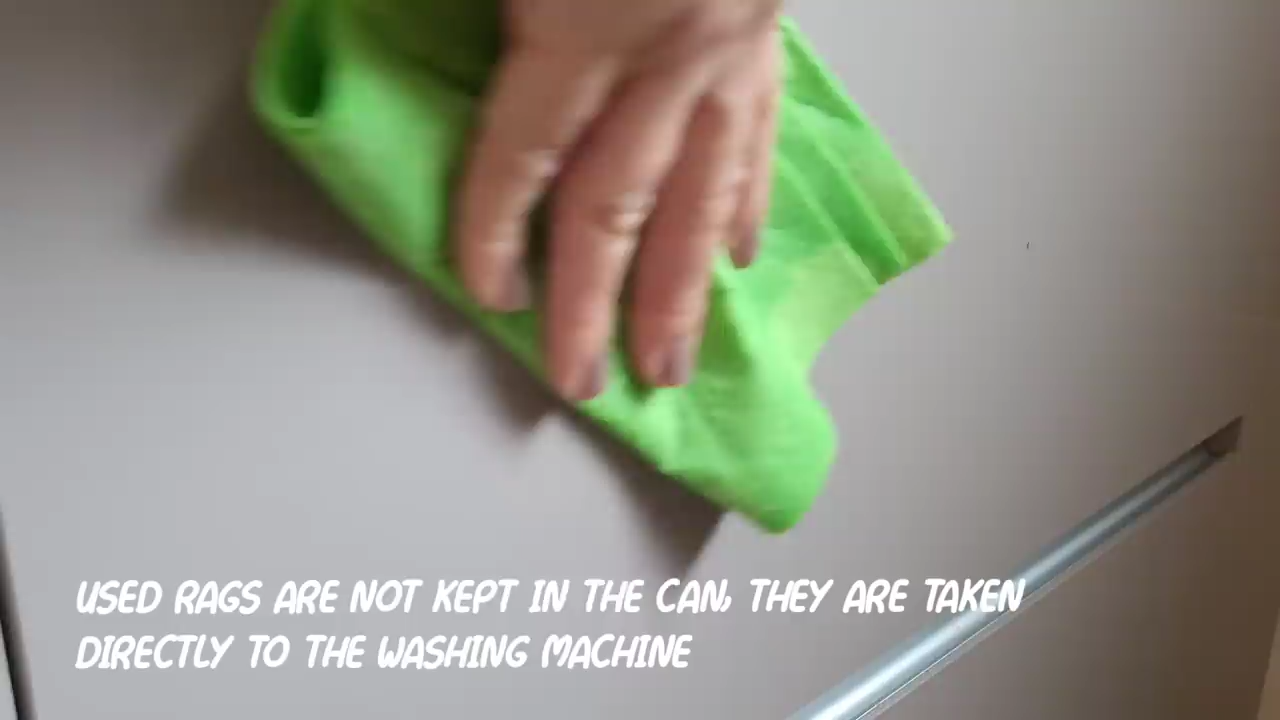 USED RAGS ARE NOT KEPT IN THE CAN, THEY ARE TAKEN
DIRECTLY TO THE WASHING MACHINE